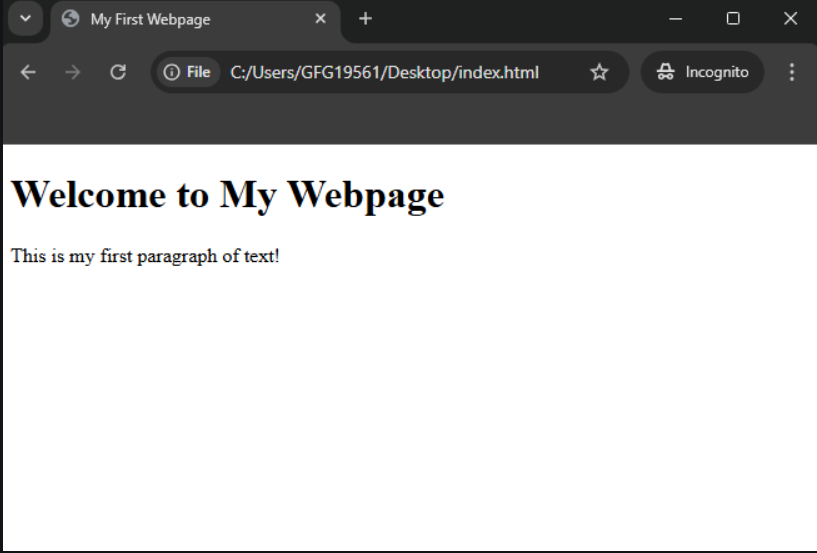 My First Webpage
File C:/Users/GFG19561/Desktop/index.html Incognito
Welcome to My Webpage
This is my first paragraph of text!